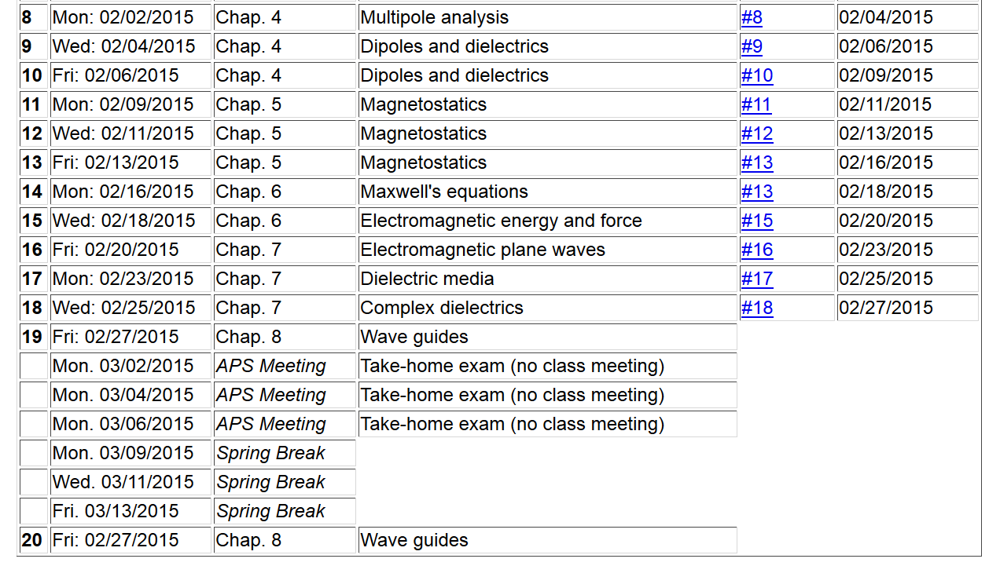 8 Mon: 02/02/2015 Chap. 4 Multipole analysis #8 02/04/2015
9 Wed: 02/04/2015 Chap. 4 Dipoles and dielectrics #9 02/06/2015
10 Fri: 02/06/2015 Chap. 4 Dipoles and dielectrics #10 02/09/2015
11 Mon: 02/09/2015 Chap. 5 Magnetostatics #11 02/11/2015
12 Wed: 02/11/2015 Chap. 5 Magnetostatics #12 02/13/2015
13 Fri: 02/13/2015 Chap. 5 Magnetostatics #13 02/16/2015
14 Mon: 02/16/2015 Chap. 6 Maxwell's equations #13 02/18/2015
15 Wed: 02/18/2015 Chap. 6 Electromagnetic energy and force #15 02/20/2015
16 Fri: 02/20/2015 Chap. 7 Electromagnetic plane waves #16 02/23/2015
17 Mon: 02/23/2015 Chap. 7 Dielectric media #17 02/25/2015
18 Wed: 02/25/2015 Chap. 7 Complex dielectrics #18 02/27/2015
19 Fri: 02/27/2015 Chap. 8 Wave guides
Mon. 03/02/2015 APS Meeting Take-home exam (no class meeting)
Mon. 03/04/2015 APS Meeting Take-home exam (no class meeting)
Mon. 03/06/2015 APS Meeting Take-home exam (no class meeting)
Mon. 03/09/2015 Spring Break
Wed. 03/11/2015 Spring Break
Fri. 03/13/2015 Spring Break
20 Fri: 02/27/2015 Chap. 8 Wave guides